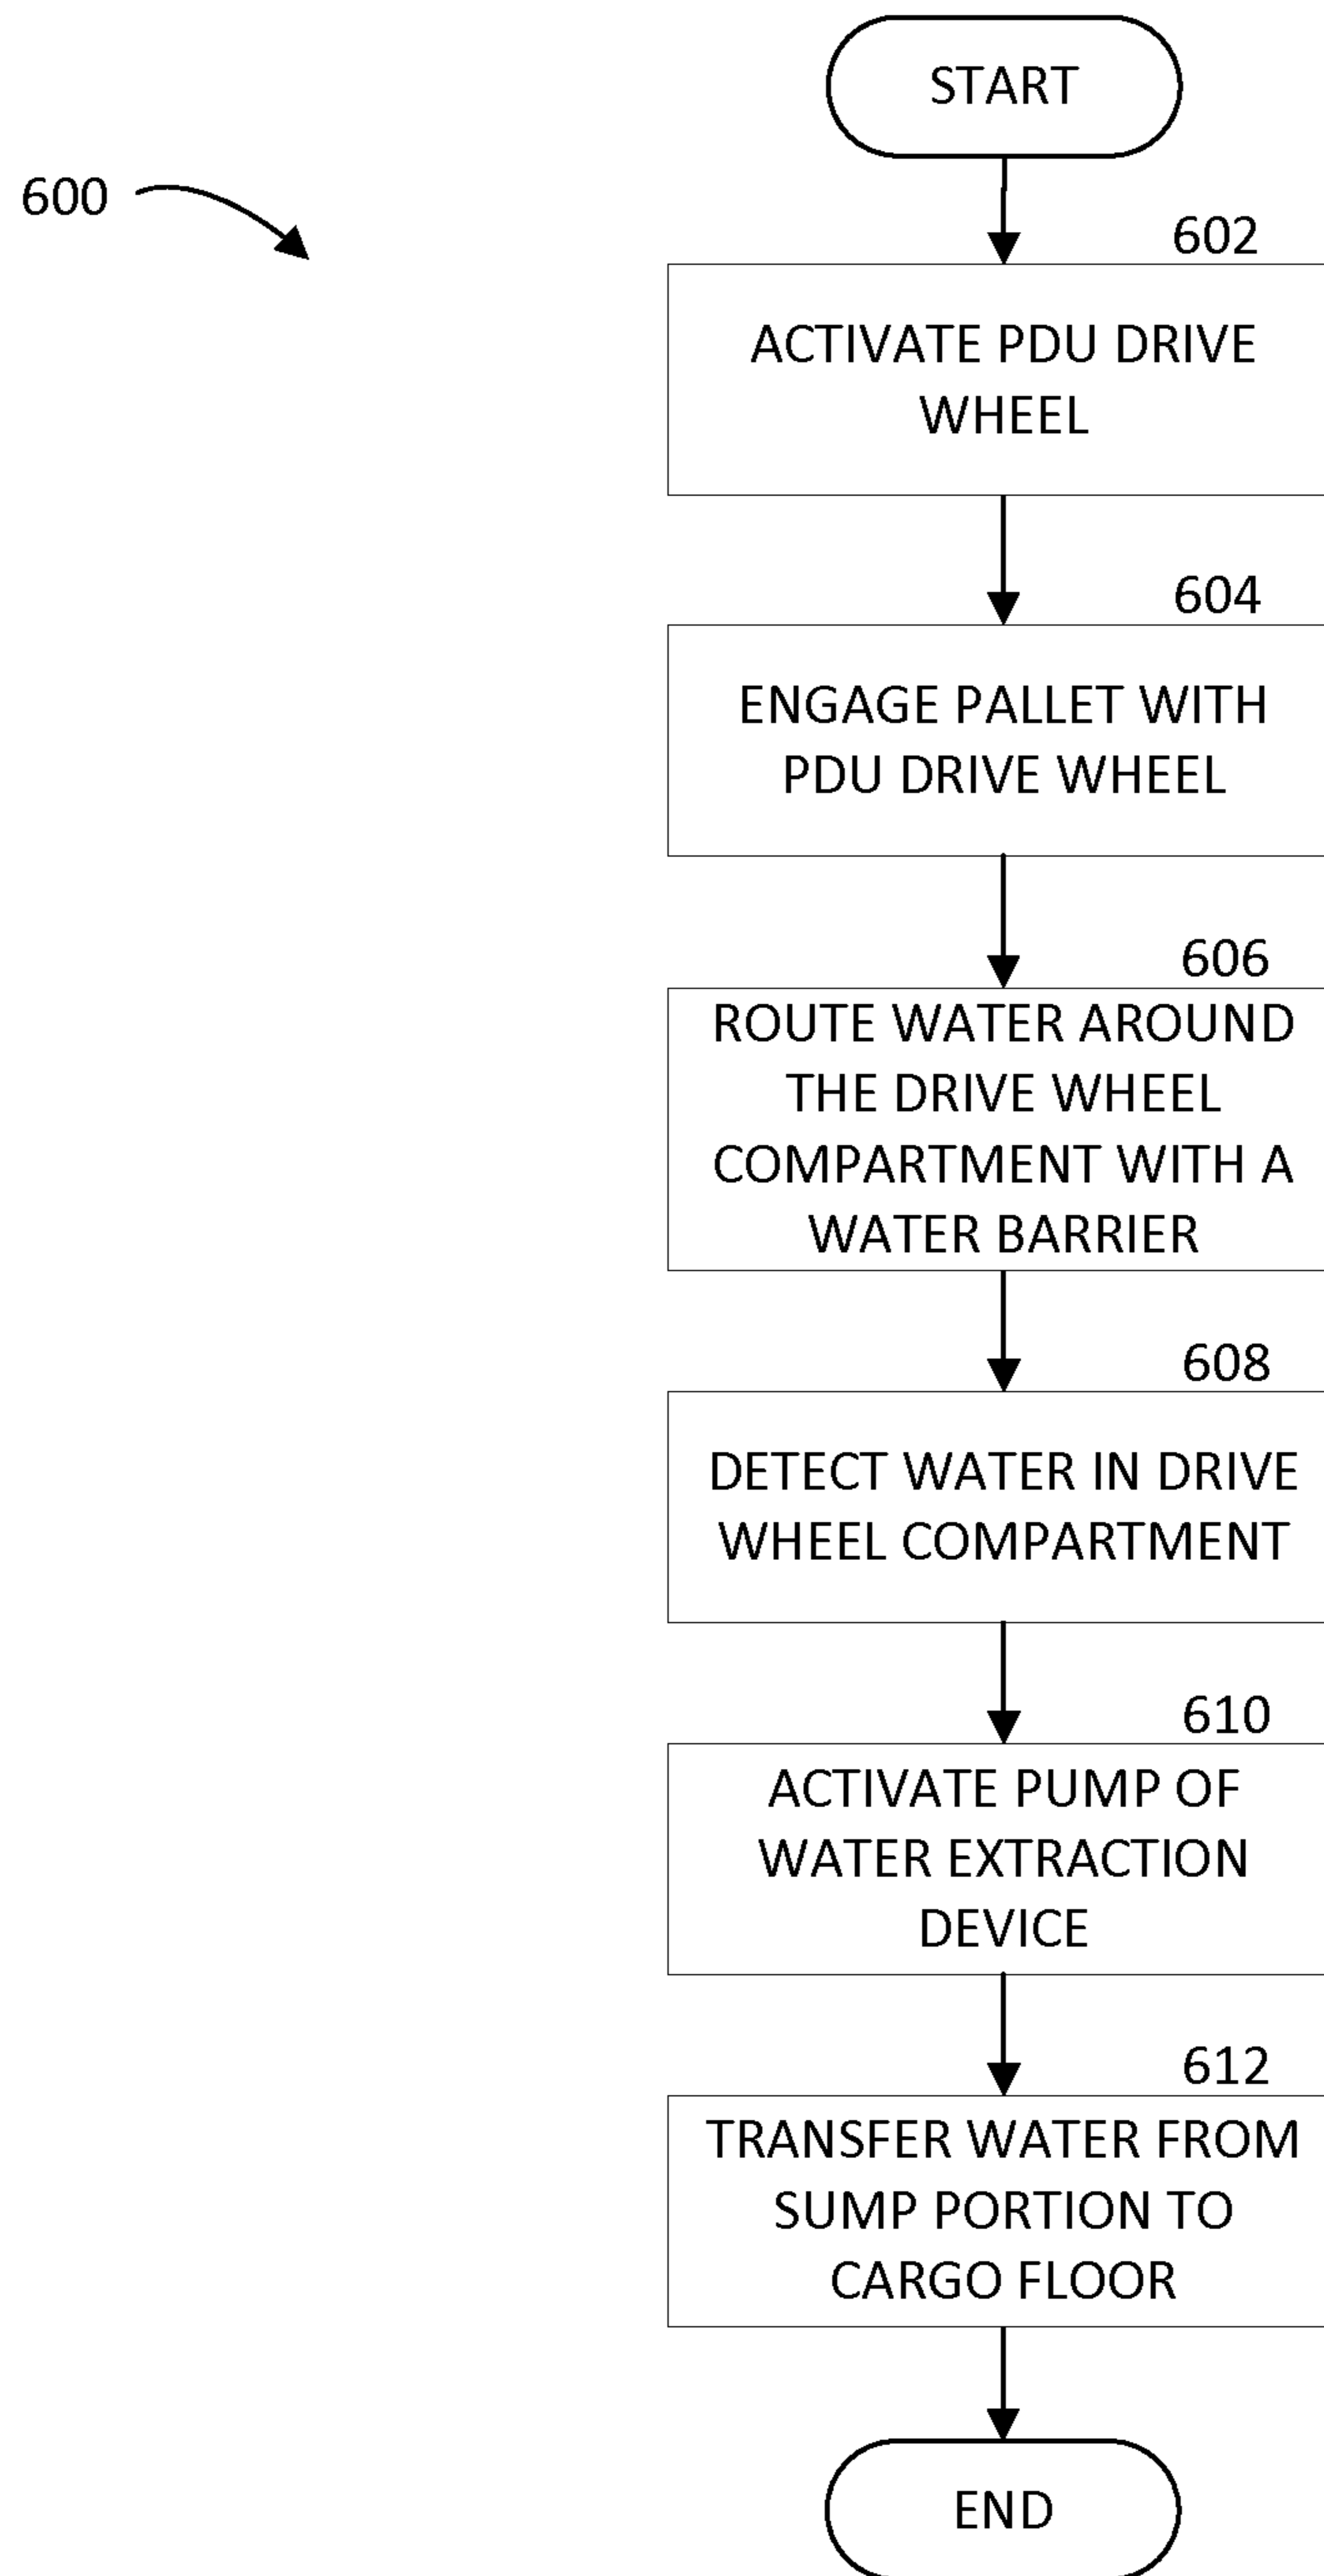 START
600
602
ACTIVATE PDU DRIVE
WHEEL
604
ENGAGE PALLET WITH
PDU DRIVE WHEEL
606
ROUTE WATER AROUND
THE DRIVE WHEEL
COMPARTMENT WITH A
WATER BARRIER
608
DETECT WATER IN DRIVE
WHEEL COMPARTMENT
610
ACTIVATE PUMP OF
WATER EXTRACTION
DEVICE
612
TRANSFER WATER FROM
SUMP PORTION TO
CARGO FLOOR
END